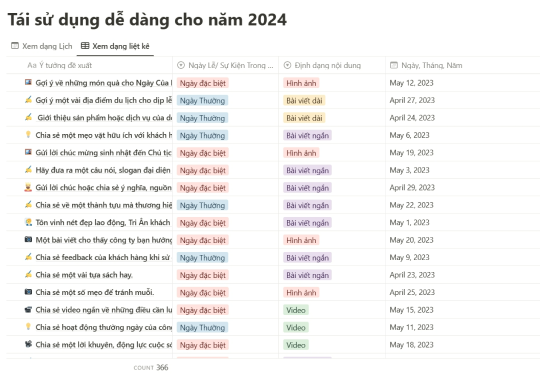 Tái sử dụng dễ dàng cho năm 2024
Xem dạng Lịch Xem dạng liệt kê
Aa Ý tưởng đề xuất Ngày Lễ/ Sự Kiện Trong ... Định dạng nội dung Ngày, Tháng, Năm
Gợi ý về những món quà cho Ngày Của Ngày đặc biệt Hình ảnh May 12, 2023
Gợi ý một vài địa điểm du lịch cho dịp lễ Ngày Thường Bài viết dài April 27, 2023
Giới thiệu sản phẩm hoặc dịch vụ của Ngày Thường Bài viết dài April 24, 2023
Chia sẻ một mẹo vặt hữu ích với khách Ngày Thường Bài viết ngắn May 6, 2023
Gửi lời chúc mừng sinh nhật đến Chủ Ngày đặc biệt Hình ảnh May 19, 2023
Hãy đưa ra một câu nói, slogan đại diện Ngày đặc biệt Bài viết ngắn May 3, 2023
Gửi lời chúc hoặc chia sẻ ý nghĩa, Ngày đặc biệt Bài viết ngắn April 29, 2023
Chia sẻ về một thành tựu mà thương Ngày Thường Bài viết ngắn May 22, 2023
Tôn vinh nét đẹp lao động, Tri Ân khách Ngày đặc biệt Bài viết ngắn May 1, 2023
Một bài viết cho thấy công ty bạn Ngày đặc biệt Hình ảnh May 20, 2023
Chia sẻ feedback của khách hàng khi sử Ngày Thường Bài viết ngắn May 9, 2023
Chia sẻ một vài tựa sách hay. Ngày đặc biệt Bài viết ngắn April 23, 2023
Chia sẻ một số mẹo để tránh muỗi. Ngày đặc biệt Hình ảnh April 25, 2023
Chia sẻ video ngắn về những điều cần Ngày đặc biệt Video May 15, 2023
Chia sẻ hoạt động thường ngày của Ngày Thường Video May 11, 2023
Chia sẻ một lời khuyên, động lực cuộc Ngày đặc biệt Video May 18, 2023
COUNT 366